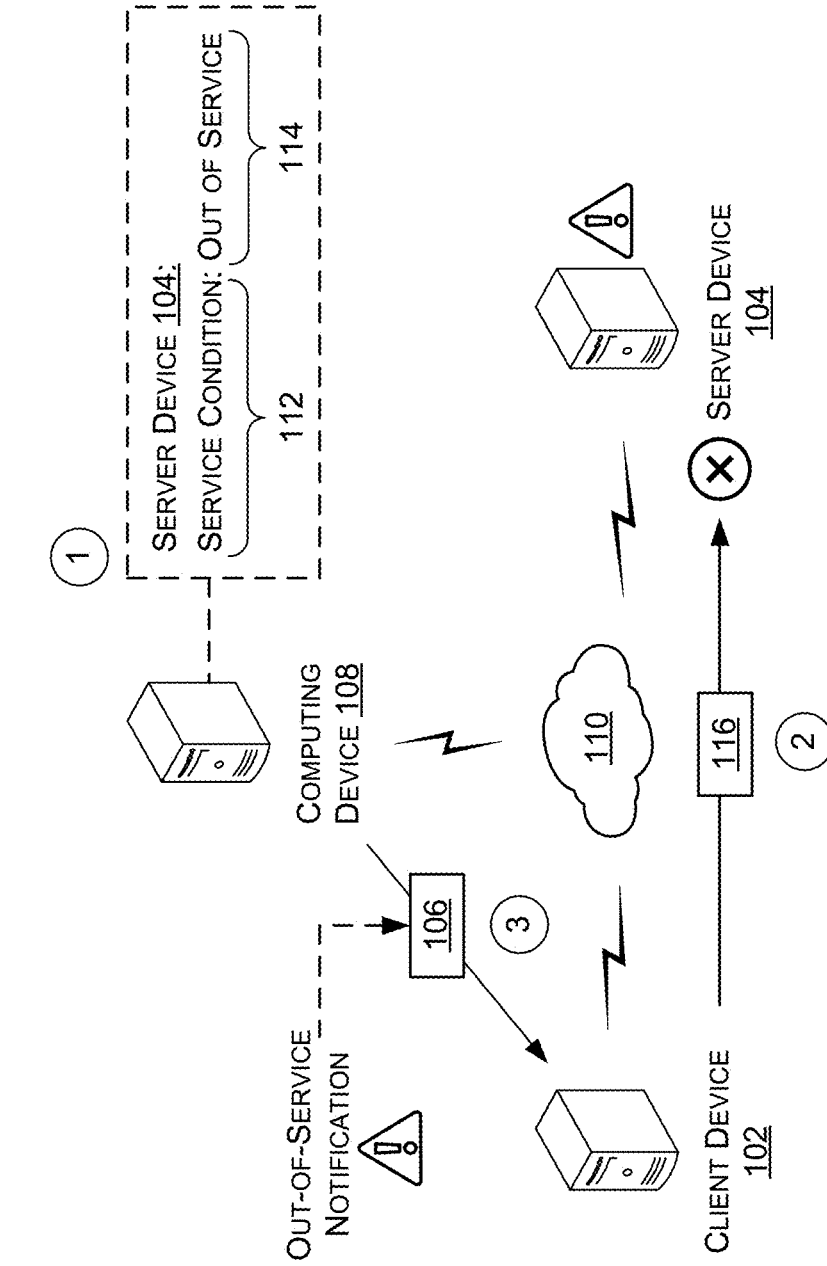 1
SERVER DEVICE 104:
SERVICE CONDITION: OUT OF SERVICE
112
114
COMPUTING
DEVICE 108
OUT-OF-SERVICE
NOTIFICATION
106
3
110
CLIENT DEVICE
102
116
2
SERVER DEVICE
104